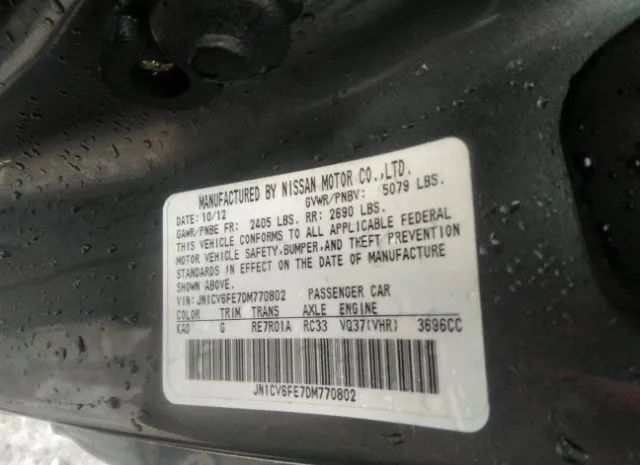 MANUFACTURED BY NISSAN MOTOR CO.,LTD.
DATE: 10/12 GVWR/PNBV: 5079 LBS.
GAWR/PNBE FR: 2405 LBS. RR: 2690 LBS.
THIS VEHICLE CONFORMS TO ALL APPLICABLE FEDERAL
MOTOR VEHICLE SAFETY,BUMPER,AND THEFT PREVENTION
STANDARDS IN EFFECT ON THE DATE OF MANUFACTURE
SHOWN ABOVE.
VIN: JN1CV6FE7DM770802 PASSENGER CAR
COLOR TRIM TRANS AXLE ENGINE
KAD G RE7R01A RC33 VQ37(VHR) 3696CC
JN1CV6FE7DM770802